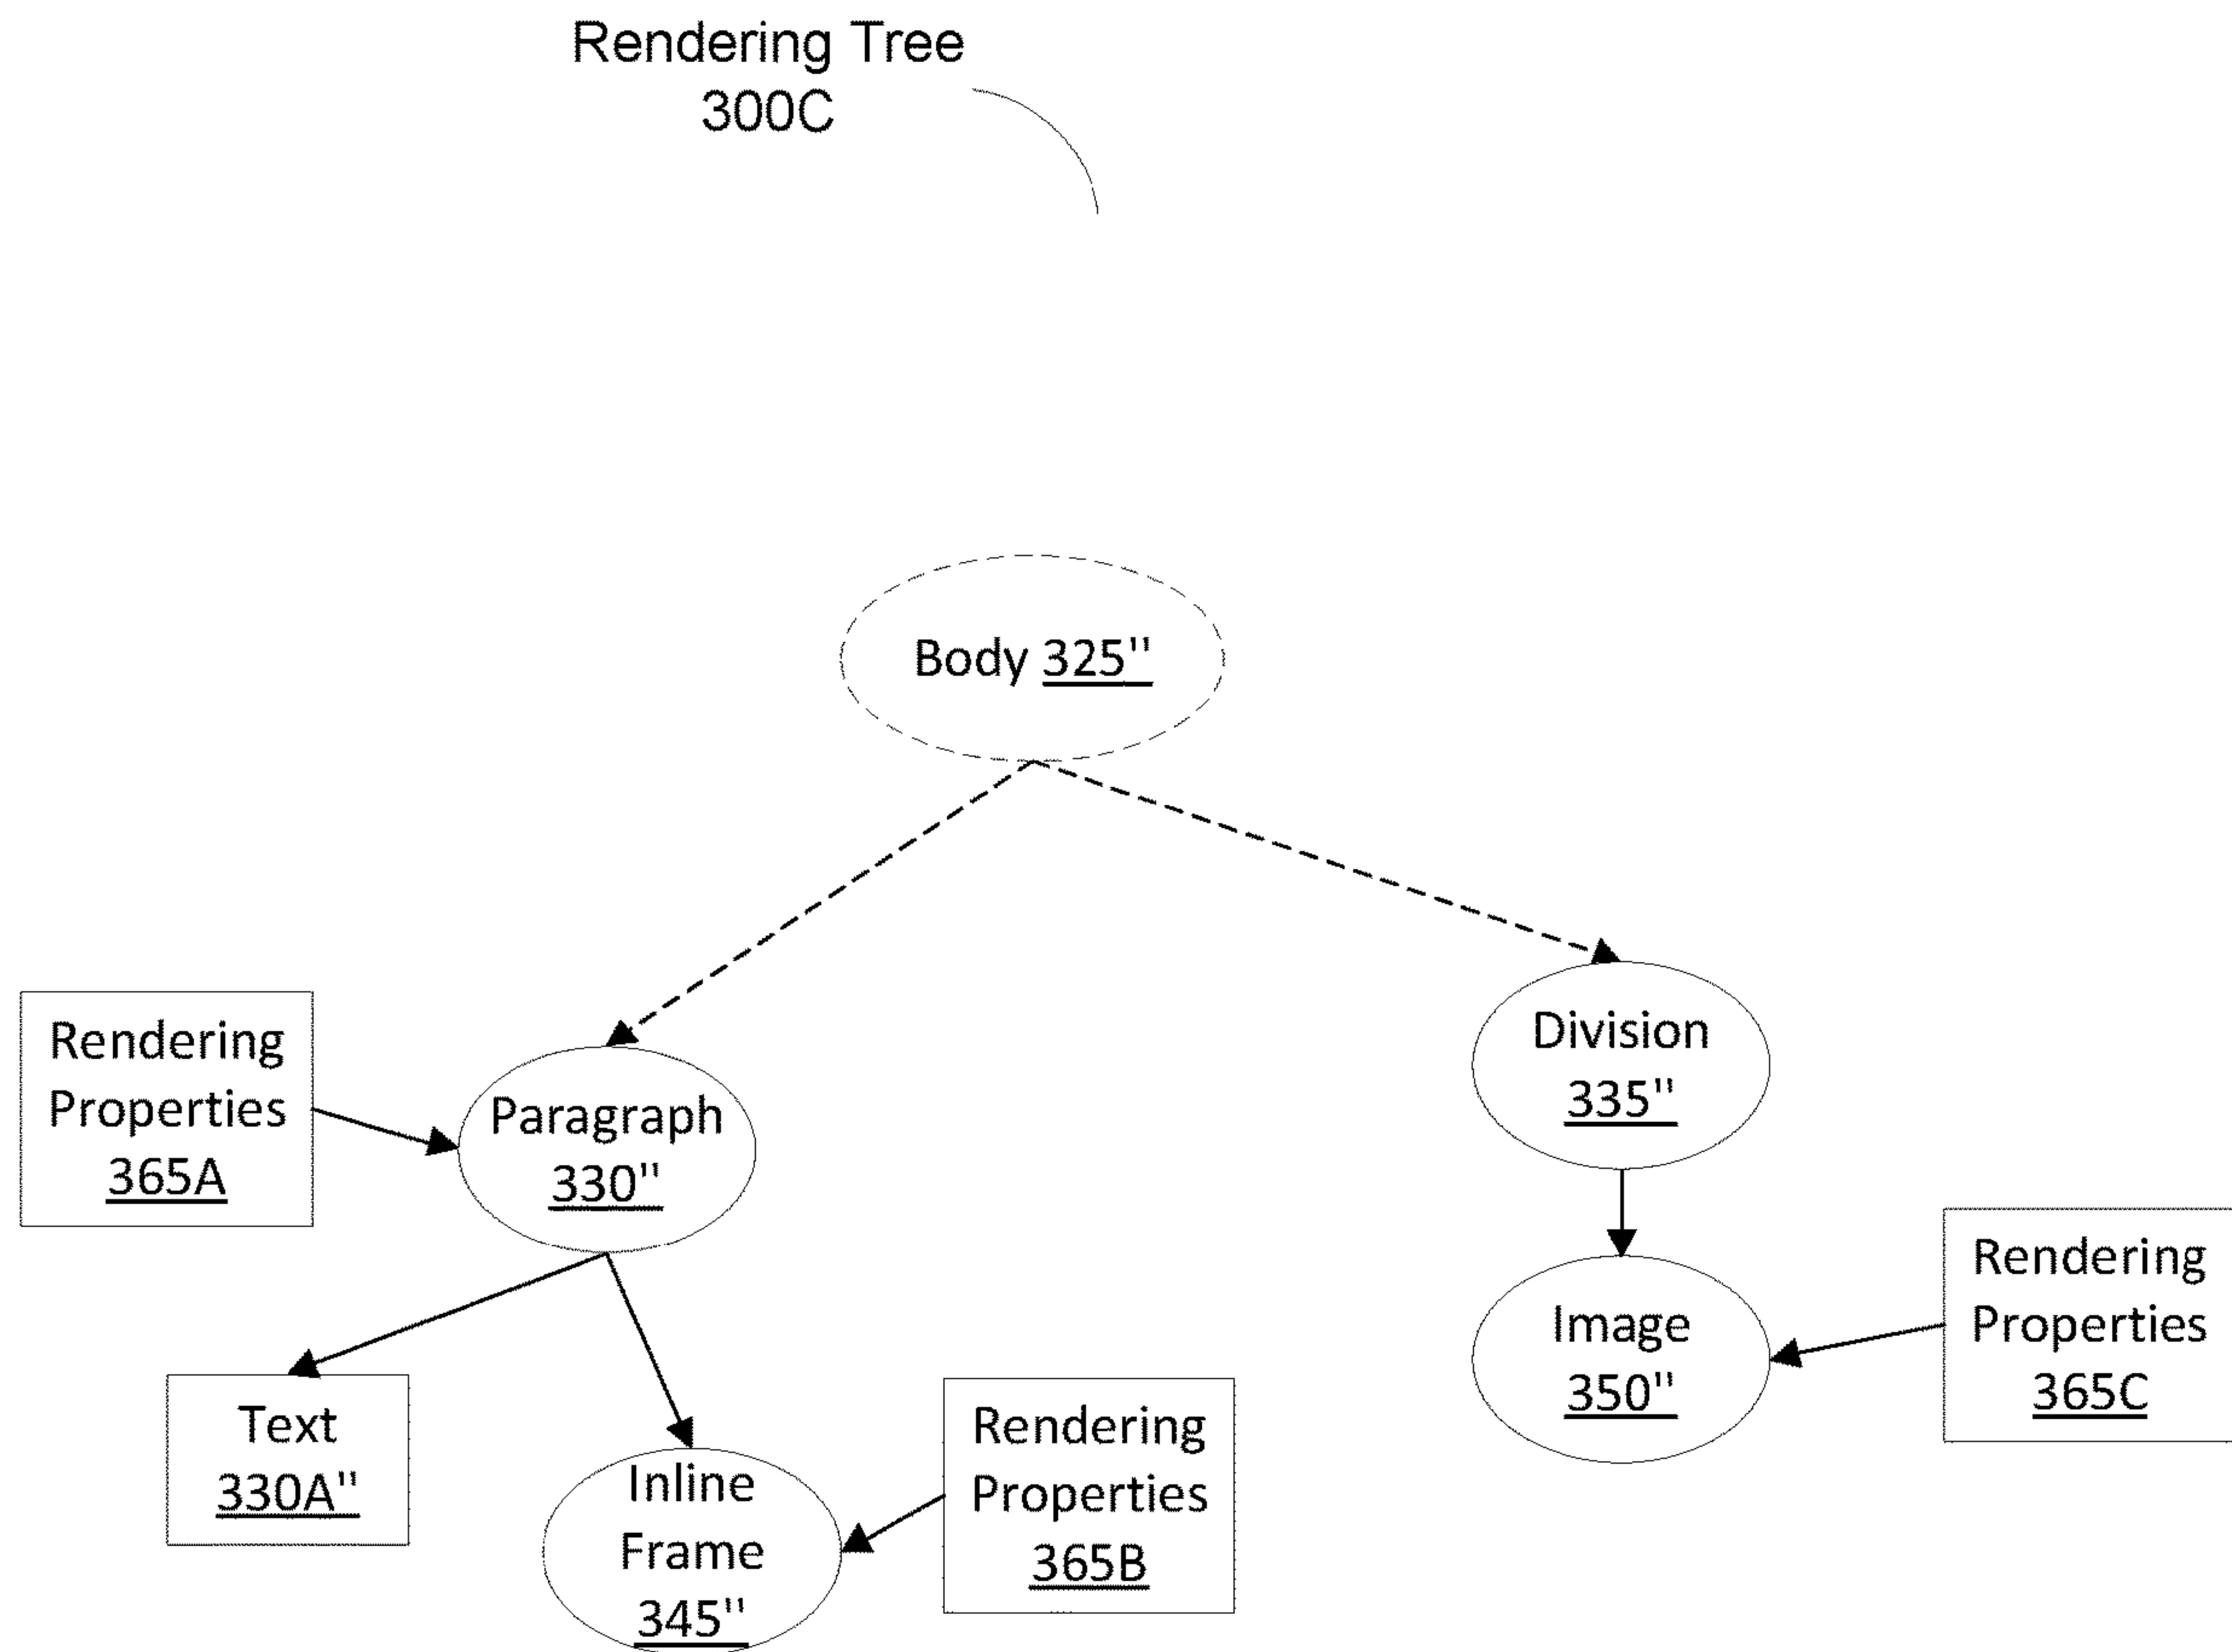 Rendering Tree
300C
Body 325"
Rendering
Properties
365A
Paragraph
330"
Division
335"
Text
330A"
Inline
Frame
345"
Rendering
Properties
365B
Image
350"
Rendering
Properties
365C